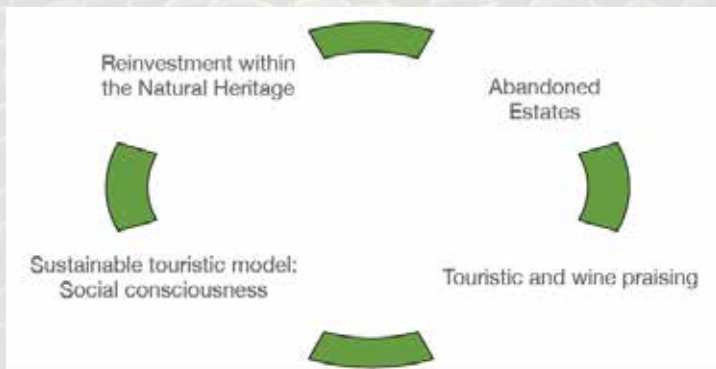 Reinvestment within
the Natural Heritage
Abandoned
Estates
Sustainable touristic model:
Social consciousness
Touristic and wine praising